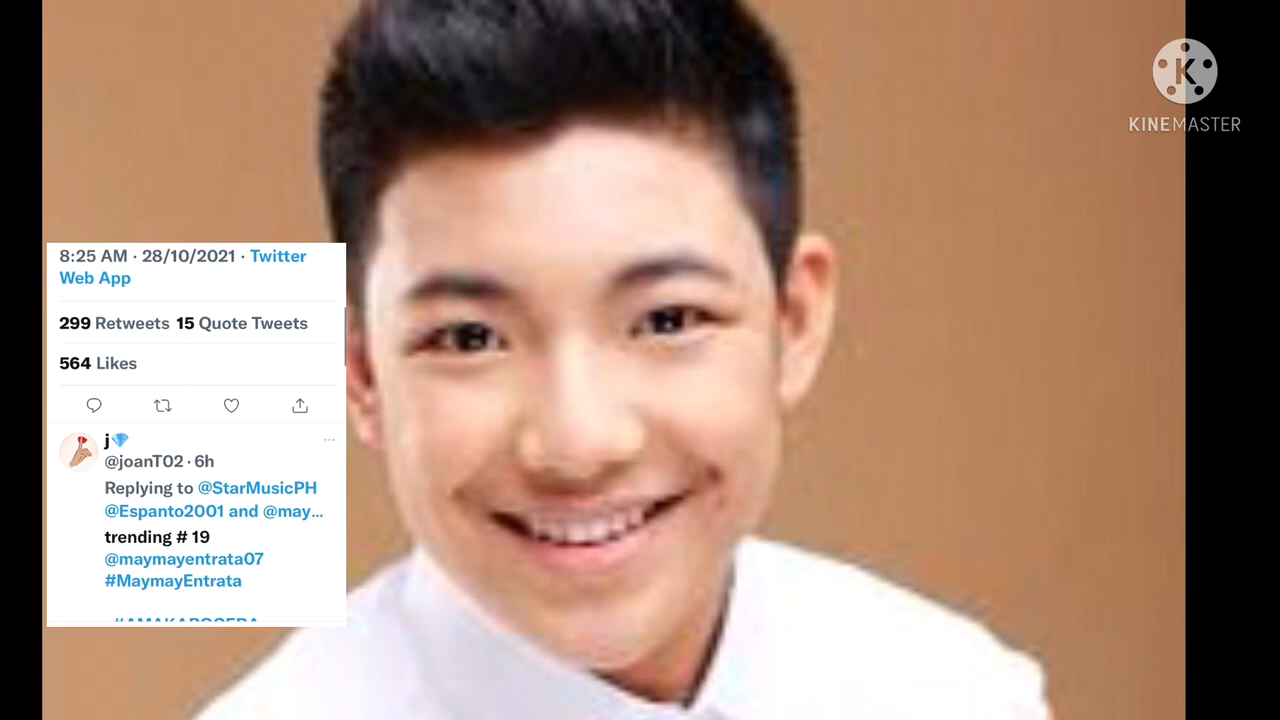 8:25 AM · 28/10/2021 · Twitter
Web App
299 Retweets 15 Quote Tweets
564 Likes
j💎
@joanT02 · 6h
Replying to @StarMusicPH
@Espanto2001 and @may...
trending # 19
@maymayentrata07
#MaymayEntrata
#AMAKABOGERA
K
KINEMASTER